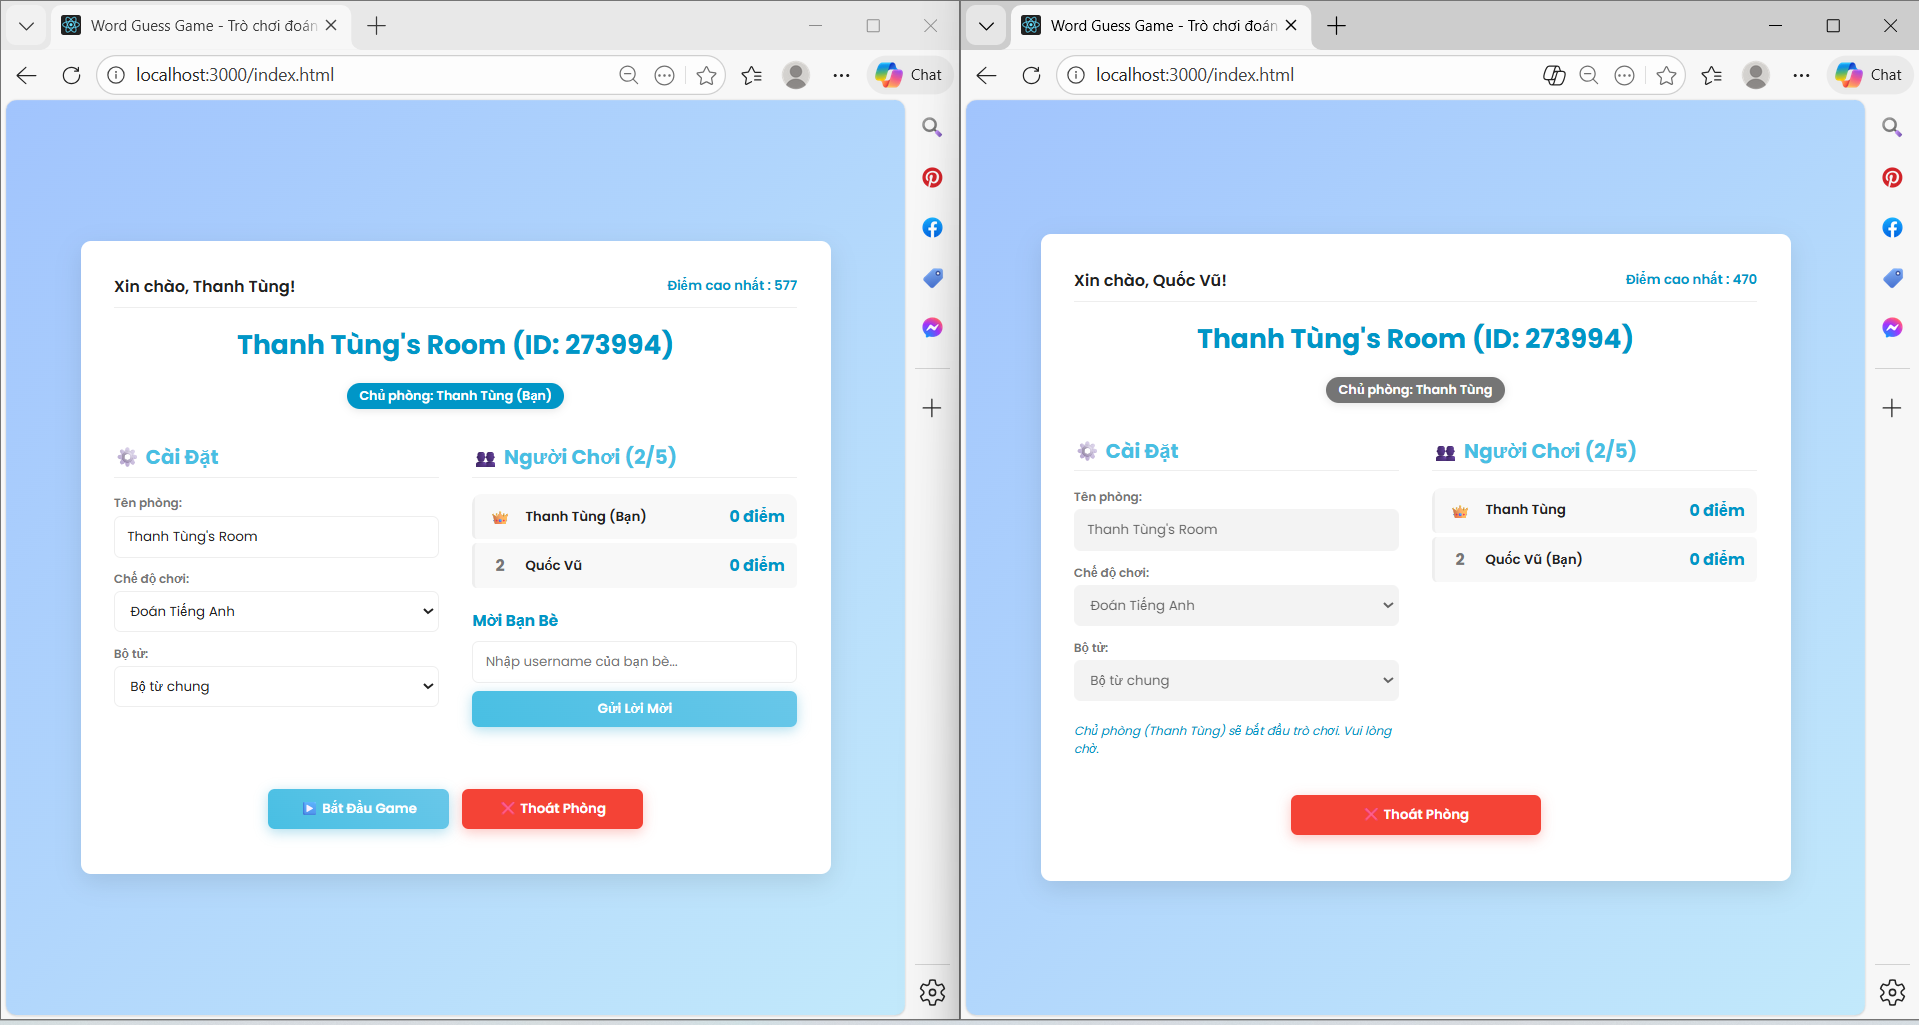 Word Guess Game - Trò chơi đoán
localhost:3000/index.html
Chat
Xin chào, Thanh Tùng!
Điểm cao nhất : 577
Thanh Tùng's Room (ID: 273994)
Chủ phòng: Thanh Tùng (Bạn)
Cài Đặt
Tên phòng:
Thanh Tùng's Room
Chế độ chơi:
Đoán Tiếng Anh
Bộ từ:
Bộ từ chung
Người Chơi (2/5)
Thanh Tùng (Bạn) 0 điểm
2 Quốc Vũ 0 điểm
Mời Bạn Bè
Nhập username của bạn bè...
Gửi Lời Mời
Bắt Đầu Game
Thoát Phòng
Word Guess Game - Trò chơi đoán
localhost:3000/index.html
Chat
Xin chào, Quốc Vũ!
Điểm cao nhất : 470
Thanh Tùng's Room (ID: 273994)
Chủ phòng: Thanh Tùng
Cài Đặt
Tên phòng:
Thanh Tùng's Room
Chế độ chơi:
Đoán Tiếng Anh
Bộ từ:
Bộ từ chung
Chủ phòng (Thanh Tùng) sẽ bắt đầu trò chơi. Vui lòng
chờ.
Người Chơi (2/5)
Thanh Tùng 0 điểm
2 Quốc Vũ (Bạn) 0 điểm
Thoát Phòng